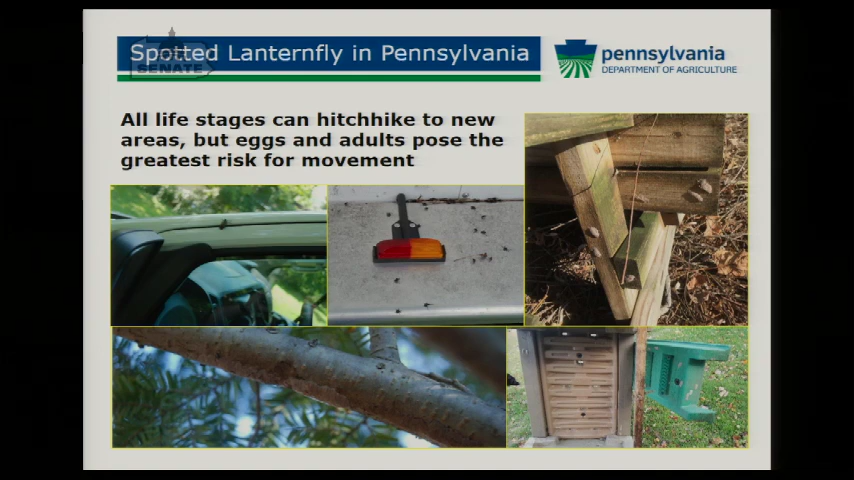 Spotted Lanternfly in Pennsylvania
SENATE
pennsylvania
DEPARTMENT OF AGRICULTURE
All life stages can hitchhike to new
areas, but eggs and adults pose the
greatest risk for movement